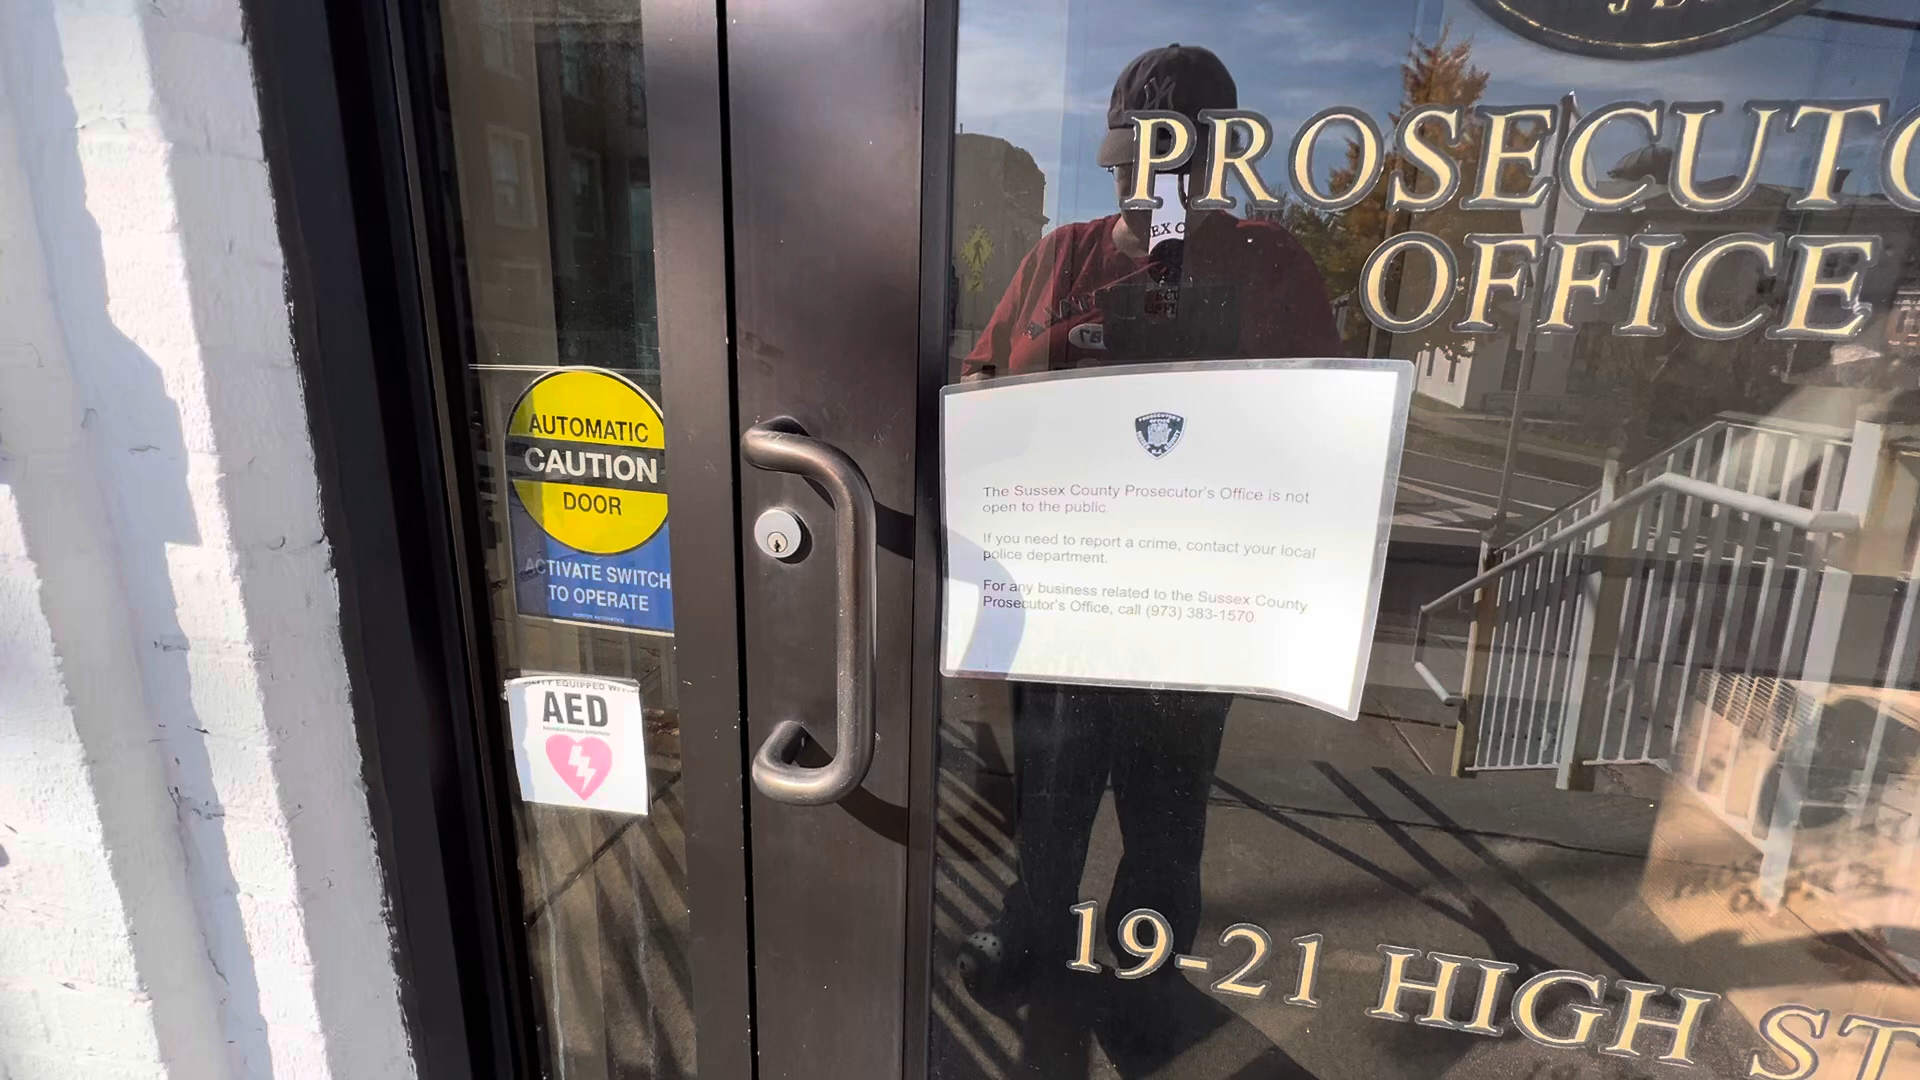 PROSECUTO
OFFICE
AUTOMATIC
CAUTION
DOOR
ACTIVATE SWITCH
TO OPERATE
EQUIPPED
AED
The Sussex County Prosecutor's Office is not
open to the public.
If you need to report a crime, contact your local
police department.
For any business related to the Sussex County
Prosecutor's Office, call (973) 383-1570.
19-21 HIGH ST